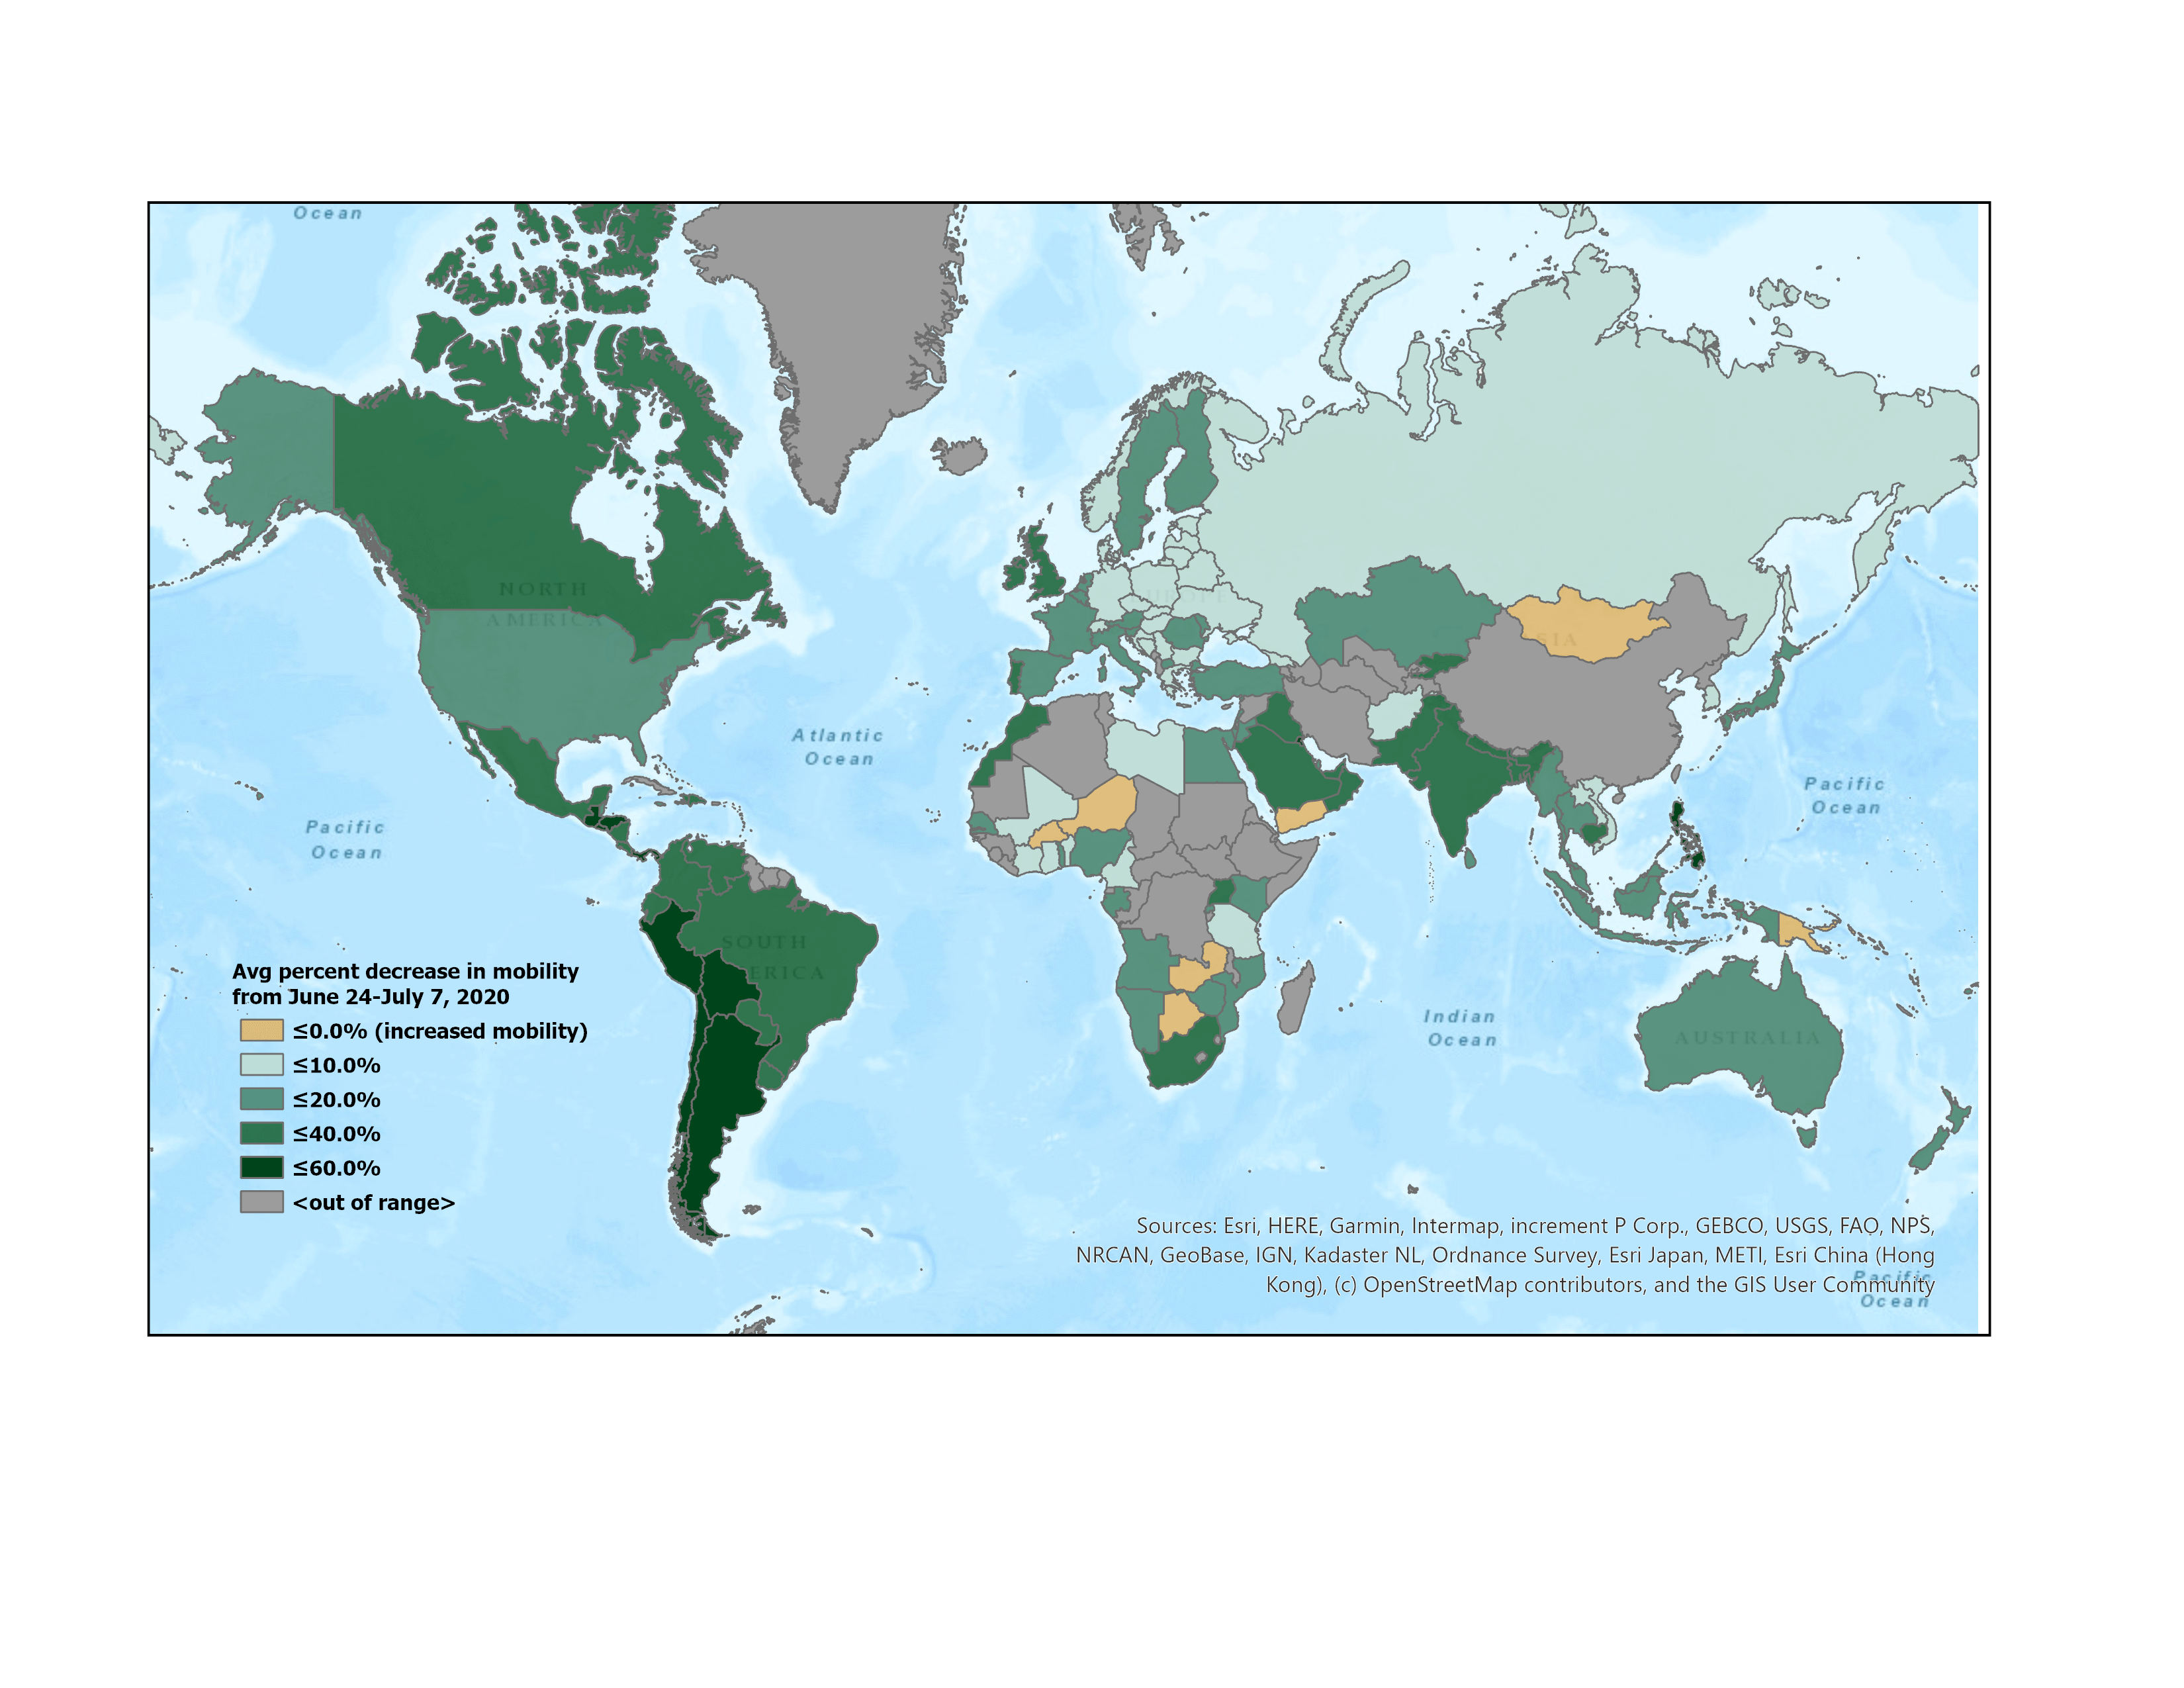 Ocean
NORTH
AMERICA
EUROPE
ASIA
Atlantic
Ocean
Pacific
Ocean
Pacific
Ocean
SOUTH
ERICA
Indian
Ocean
AUSTRALIA
Avg percent decrease in mobility
from June 24-July 7, 2020
≤0.0% (increased mobility)
≤10.0%
≤20.0%
≤40.0%
≤60.0%
<out of range>
Sources: Esri, HERE, Garmin, Intermap, increment P Corp., GEBCO, USGS, FAO, NPS,
NRCAN, GeoBase, IGN, Kadaster NL, Ordnance Survey, Esri Japan, METI, Esri China (Hong
Kong), (c) OpenStreetMap contributors, and the GIS User Community
Pacific
Ocean